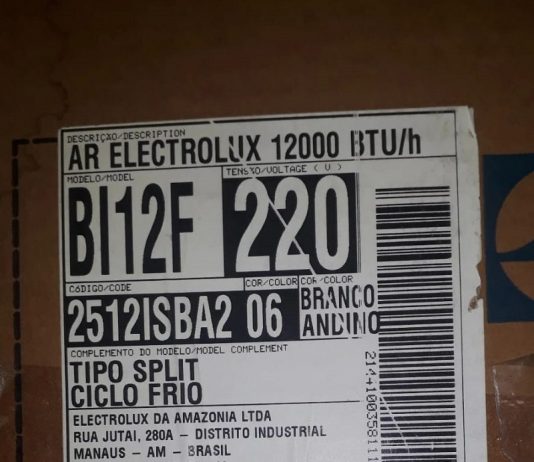 DESCRIÇÃO/DESCRIPTION
AR ELECTROLUX 12000 BTU/h
MODELO/MODEL
TENSÃO/VOLTAGE ( V )
BI12F 220
CÓDIGO/CODE
COR/COLOR COR/COLOR
2512ISBA2 06 BRANCO
ANDINO
COMPLEMENTO DO MODELO/MODEL COMPLEMENT
TIPO SPLIT
CICLO FRIO
ELECTROLUX DA AMAZONIA LTDA
RUA JUTAI, 280A – DISTRITO INDUSTRIAL
MANAUS – AM – BRASIL